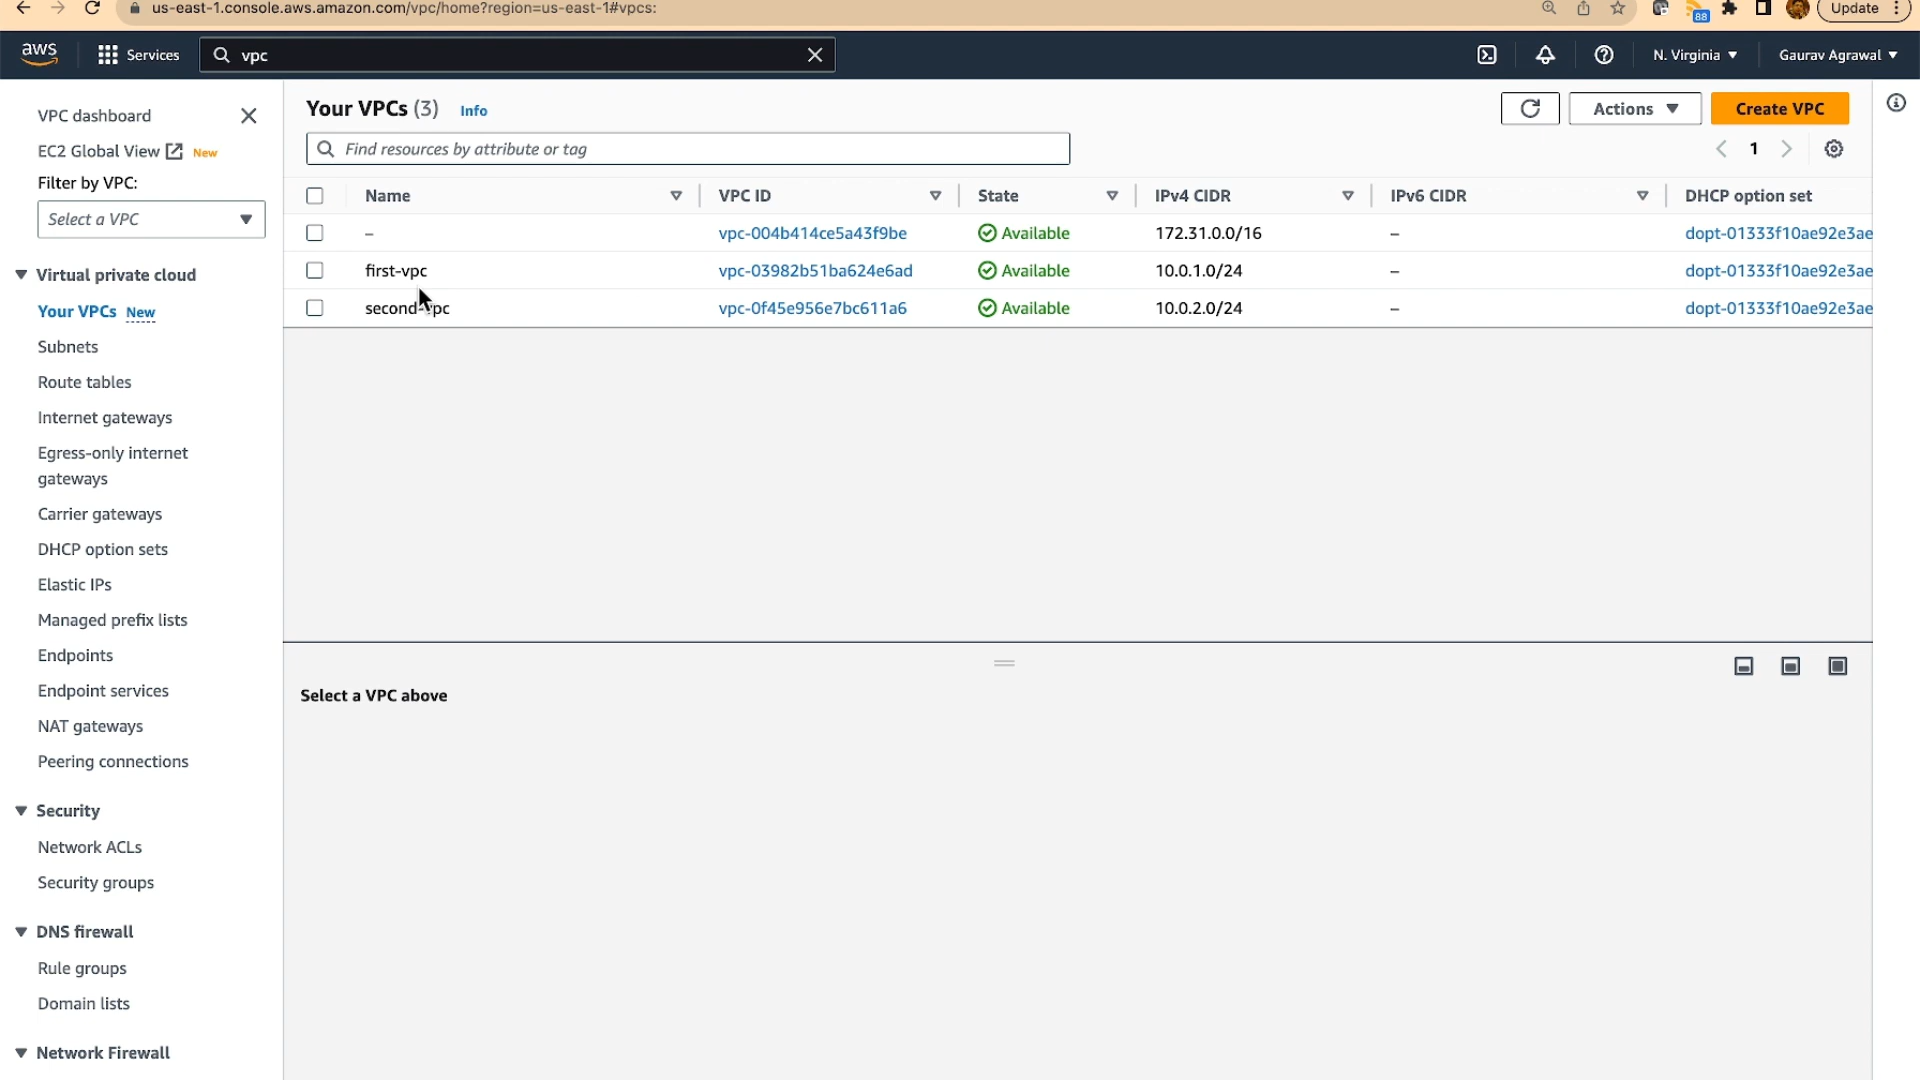 us-east-1.console.aws.amazon.com/vpc/home?region=us-east-1#vpcs:
88
Update
aws
Services
vpc
N. Virginia
Gaurav Agrawal
VPC dashboard
EC2 Global View New
Filter by VPC:
Select a VPC
Virtual private cloud
Your VPCs New
Subnets
Route tables
Internet gateways
Egress-only internet
gateways
Carrier gateways
DHCP option sets
Elastic IPs
Managed prefix lists
Endpoints
Endpoint services
NAT gateways
Peering connections
Security
Network ACLs
Security groups
DNS firewall
Rule groups
Domain lists
Network Firewall
Your VPCs (3) Info
Actions
Create VPC
Find resources by attribute or tag
1
Name VPC ID State IPv4 CIDR IPv6 CIDR DHCP option set
– vpc-004b414ce5a43f9be Available 172.31.0.0/16 – dopt-01333f10ae92e3ae
first-vpc vpc-03982b51ba624e6ad Available 10.0.1.0/24 – dopt-01333f10ae92e3ae
second-vpc vpc-0f45e956e7bc611a6 Available 10.0.2.0/24 – dopt-01333f10ae92e3ae
Select a VPC above